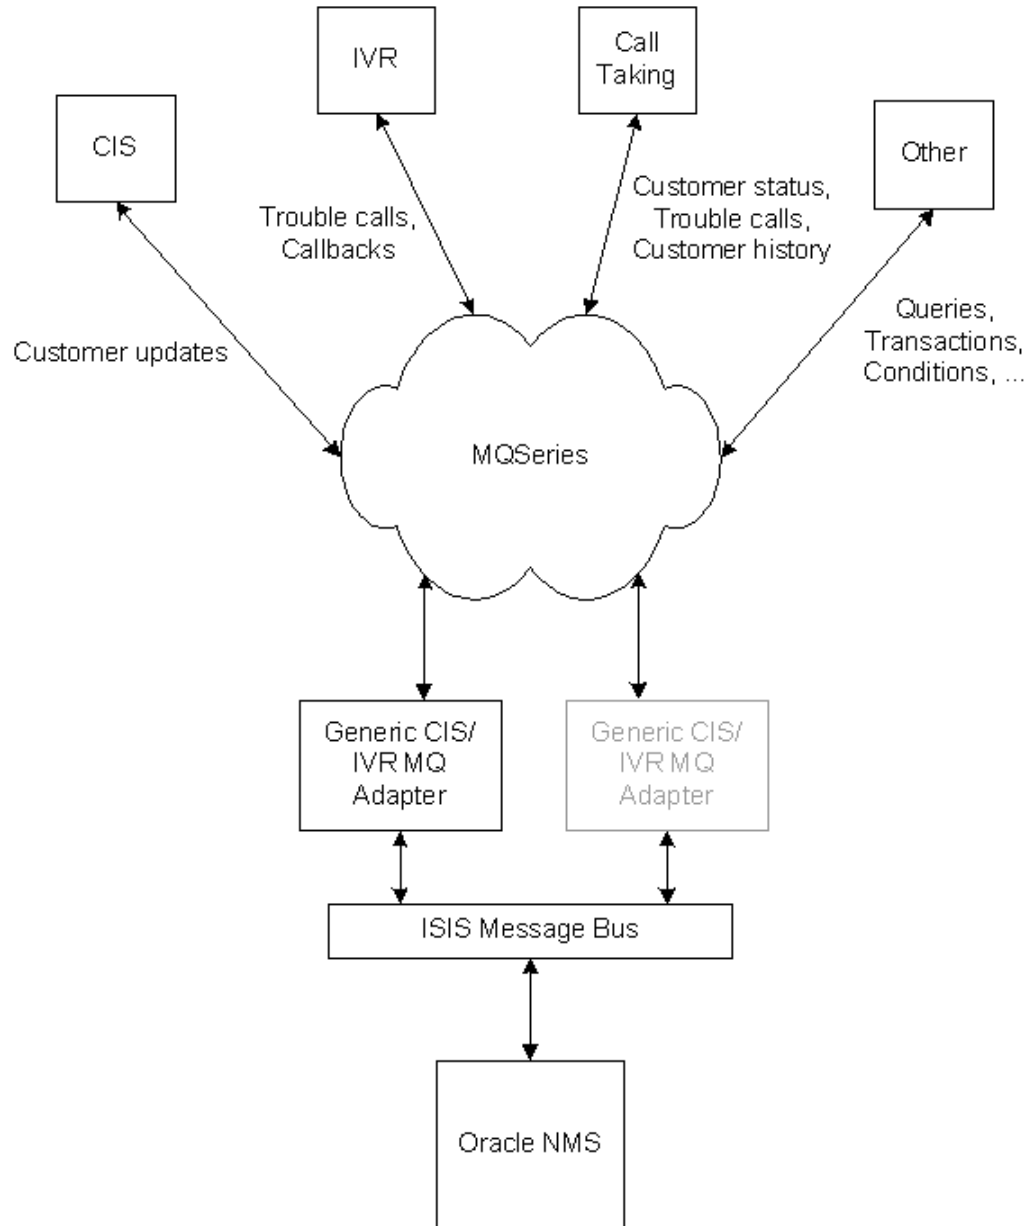 IVR
Call
Taking
CIS
Other
Trouble calls,
Callbacks
Customer status,
Trouble calls,
Customer history
Customer updates
Queries,
Transactions,
Conditions, ...
MQSeries
Generic CIS/
IVR MQ
Adapter
Generic CIS/
IVR MQ
Adapter
ISIS Message Bus
Oracle NMS